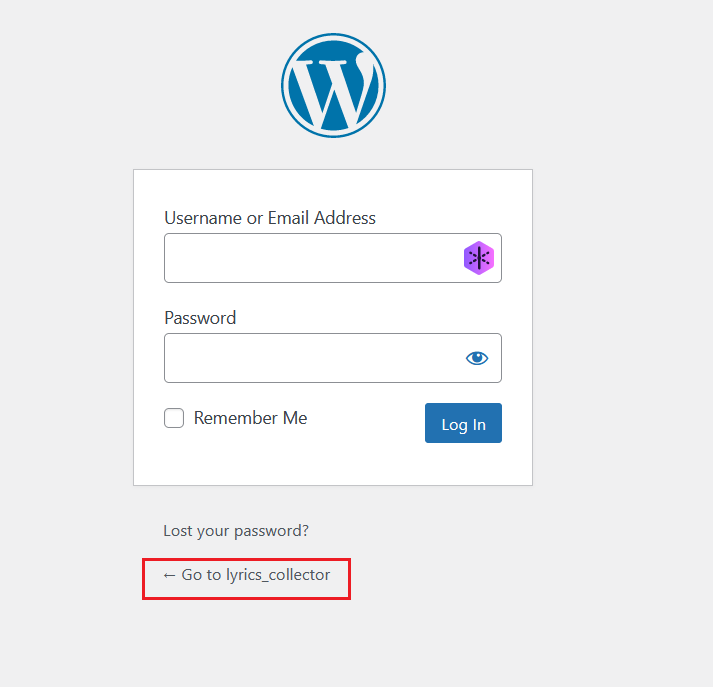 Username or Email Address
Password
Remember Me
Log In
Lost your password?
← Go to lyrics_collector